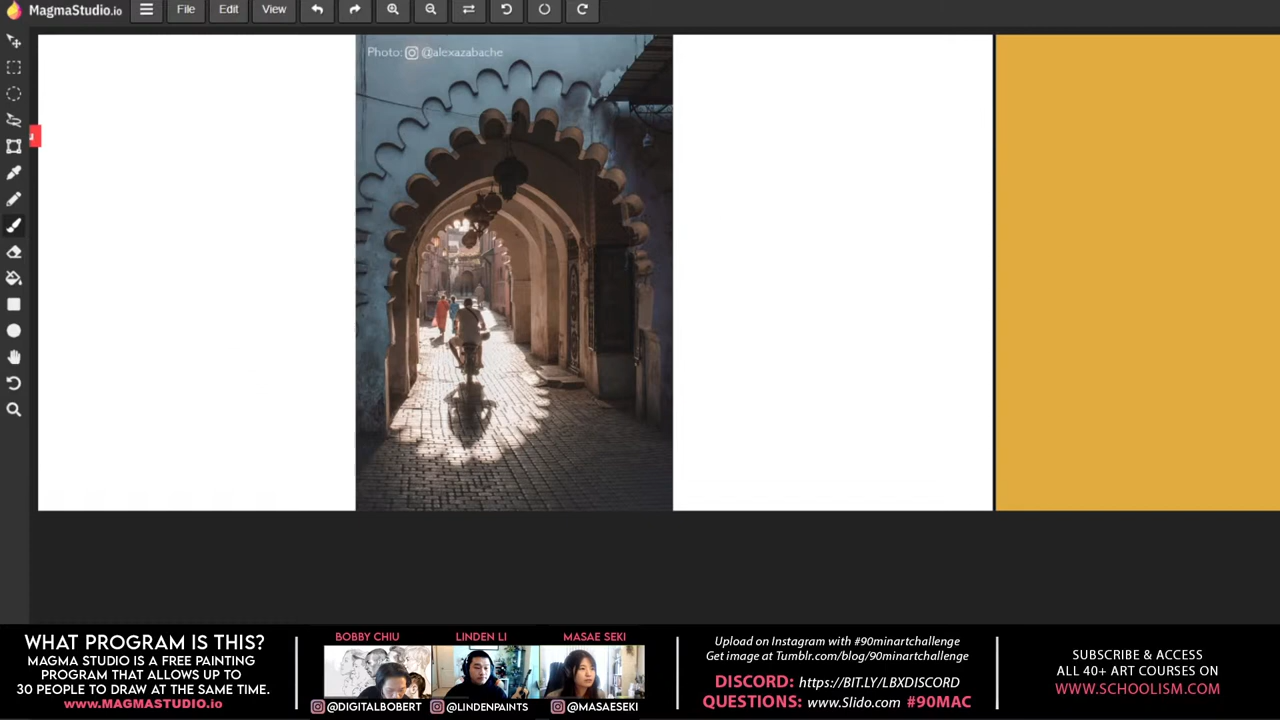 MagmaStudio.io
File
Edit
View
Photo: @alexazabache
WHAT PROGRAM IS THIS?
MAGMA STUDIO IS A FREE PAINTING
PROGRAM THAT ALLOWS UP TO
30 PEOPLE TO DRAW AT THE SAME TIME.
www.MAGMASTUDIO.io
BOBBY CHIU
LINDEN LI
MASAE SEKI
@DIGITALBOBERT
@LINDENPAINTS
@MASAESEKI
Upload on Instagram with #90minartchallenge
Get image at Tumblr.com/blog/90minartchallenge
DISCORD: https://BIT.LY/LBXDISCORD
QUESTIONS: www.Slido.com #90MAC
SUBSCRIBE & ACCESS
ALL 40+ ART COURSES ON
WWW.SCHOOLISM.COM